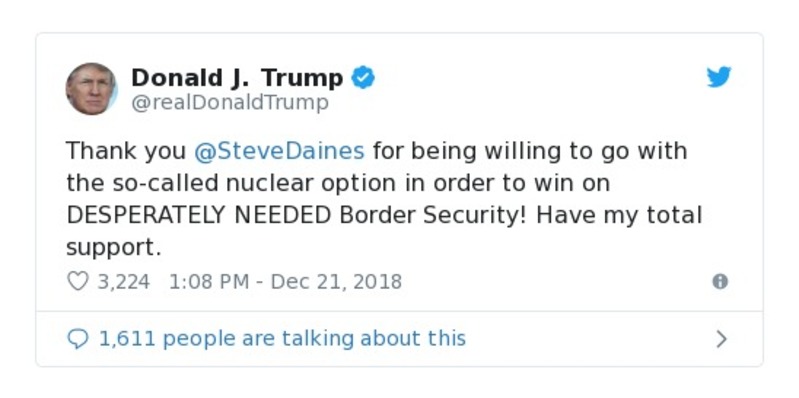 Donald J. Trump
@realDonaldTrump
Thank you @SteveDaines for being willing to go with
the so-called nuclear option in order to win on
DESPERATELY NEEDED Border Security! Have my total
support.
3,224 1:08 PM - Dec 21, 2018
1,611 people are talking about this